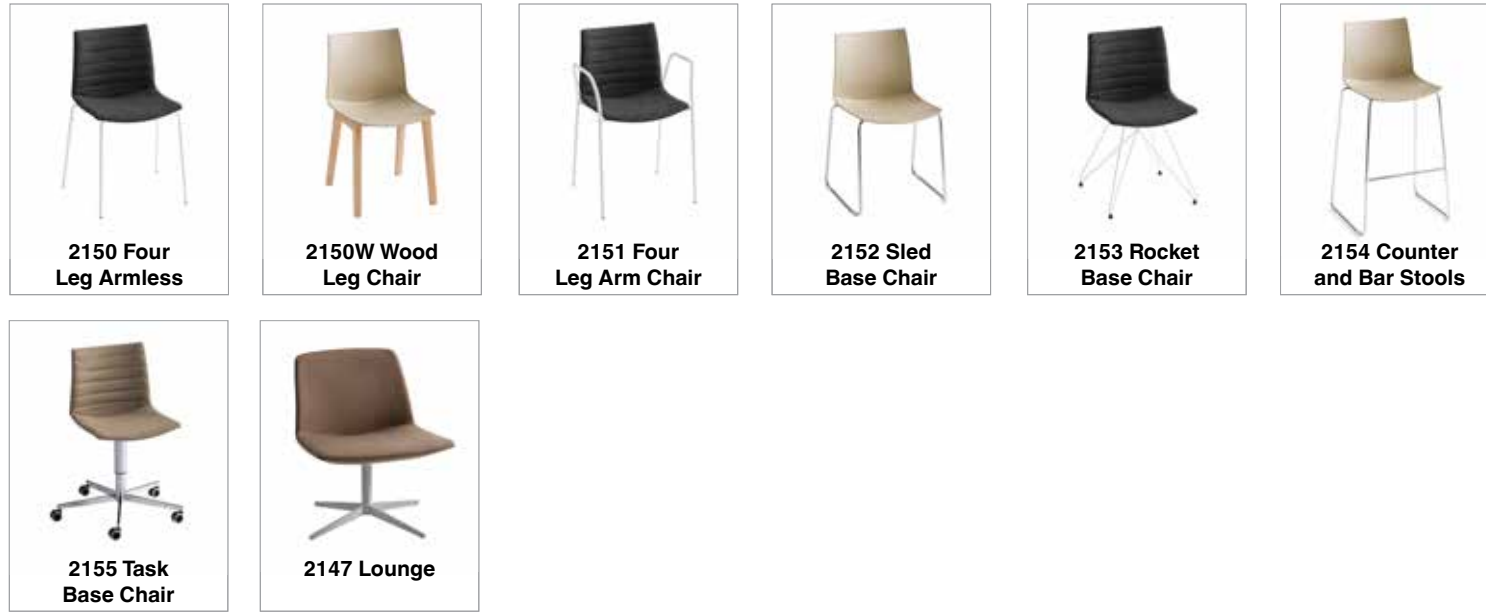 2150 Four
Leg Armless
2150W Wood
Leg Chair
2151 Four
Leg Arm Chair
2152 Sled
Base Chair
2153 Rocket
Base Chair
2154 Counter
and Bar Stools
2155 Task
Base Chair
2147 Lounge